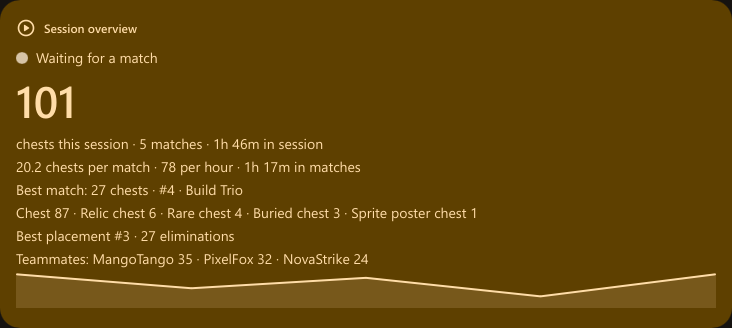 Session overview
Waiting for a match
101
chests this session · 5 matches · 1h 46m in session
20.2 chests per match · 78 per hour · 1h 17m in matches
Best match: 27 chests · #4 · Build Trio
Chest 87 · Relic chest 6 · Rare chest 4 · Buried chest 3 · Sprite poster chest 1
Best placement #3 · 27 eliminations
Teammates: MangoTango 35 · PixelFox 32 · NovaStrike 24